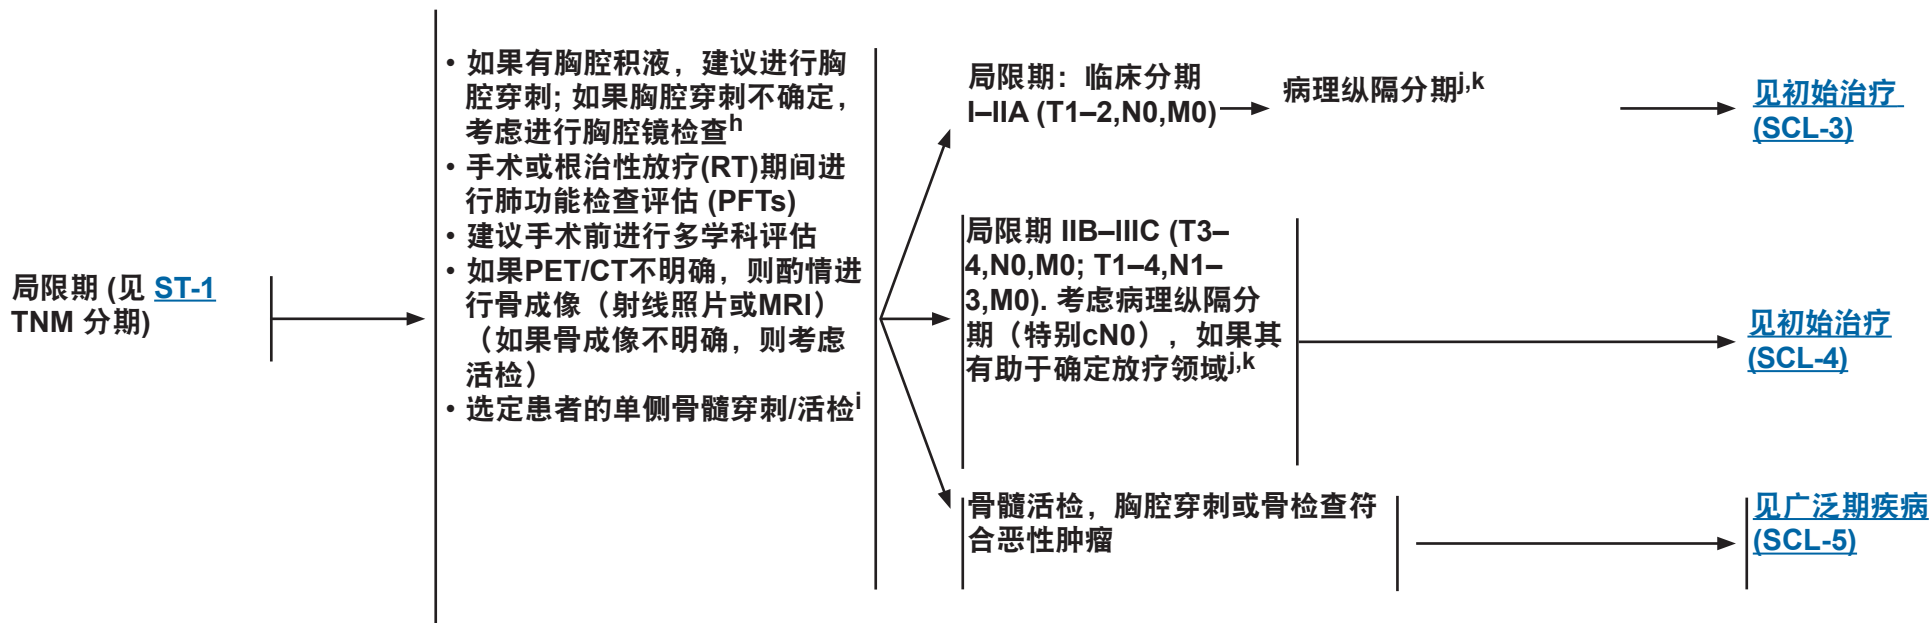 局限期 (见 ST-1
TNM 分期)
• 如果有胸腔积液，建议进行胸
腔穿刺; 如果胸腔穿刺不确定，
考虑进行胸腔镜检查h
• 手术或根治性放疗(RT)期间进
行肺功能检查评估 (PFTs)
• 建议手术前进行多学科评估
• 如果PET/CT不明确，则酌情进
行骨成像（射线照片或MRI）
（如果骨成像不明确，则考虑
活检）
• 选定患者的单侧骨髓穿刺/活检i
局限期：临床分期
I–IIA (T1–2,N0,M0)
病理纵隔分期j,k
见初始治疗
(SCL-3)
局限期 IIB–IIIC (T3–
4,N0,M0; T1–4,N1–
3,M0). 考虑病理纵隔分
期（特别cN0），如果其
有助于确定放疗领域j,k
见初始治疗
(SCL-4)
骨髓活检，胸腔穿刺或骨检查符
合恶性肿瘤
见广泛期疾病
(SCL-5)